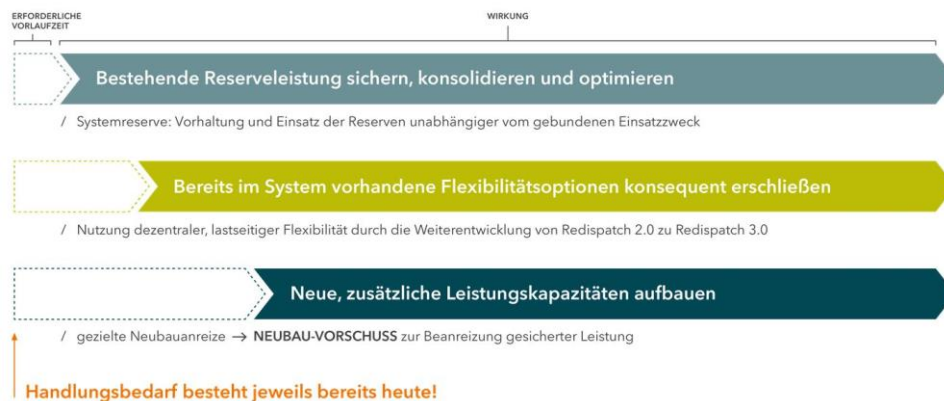 ERFORDERLICHE
VORLAUFZEIT
WIRKUNG
Bestehende Reserveleistung sichern, konsolidieren und optimieren
/ Systemreserve: Vorhaltung und Einsatz der Reserven unabhängiger vom gebundenen Einsatzzweck
Bereits im System vorhandene Flexibilitätsoptionen konsequent erschließen
/ Nutzung dezentraler, lastseitiger Flexibilität durch die Weiterentwicklung von Redispatch 2.0 zu Redispatch 3.0
Neue, zusätzliche Leistungskapazitäten aufbauen
/ gezielte Neubauanreize → NEUBAU-VORSCHUSS zur Beanreizung gesicherter Leistung
Handlungsbedarf besteht jeweils bereits heute!